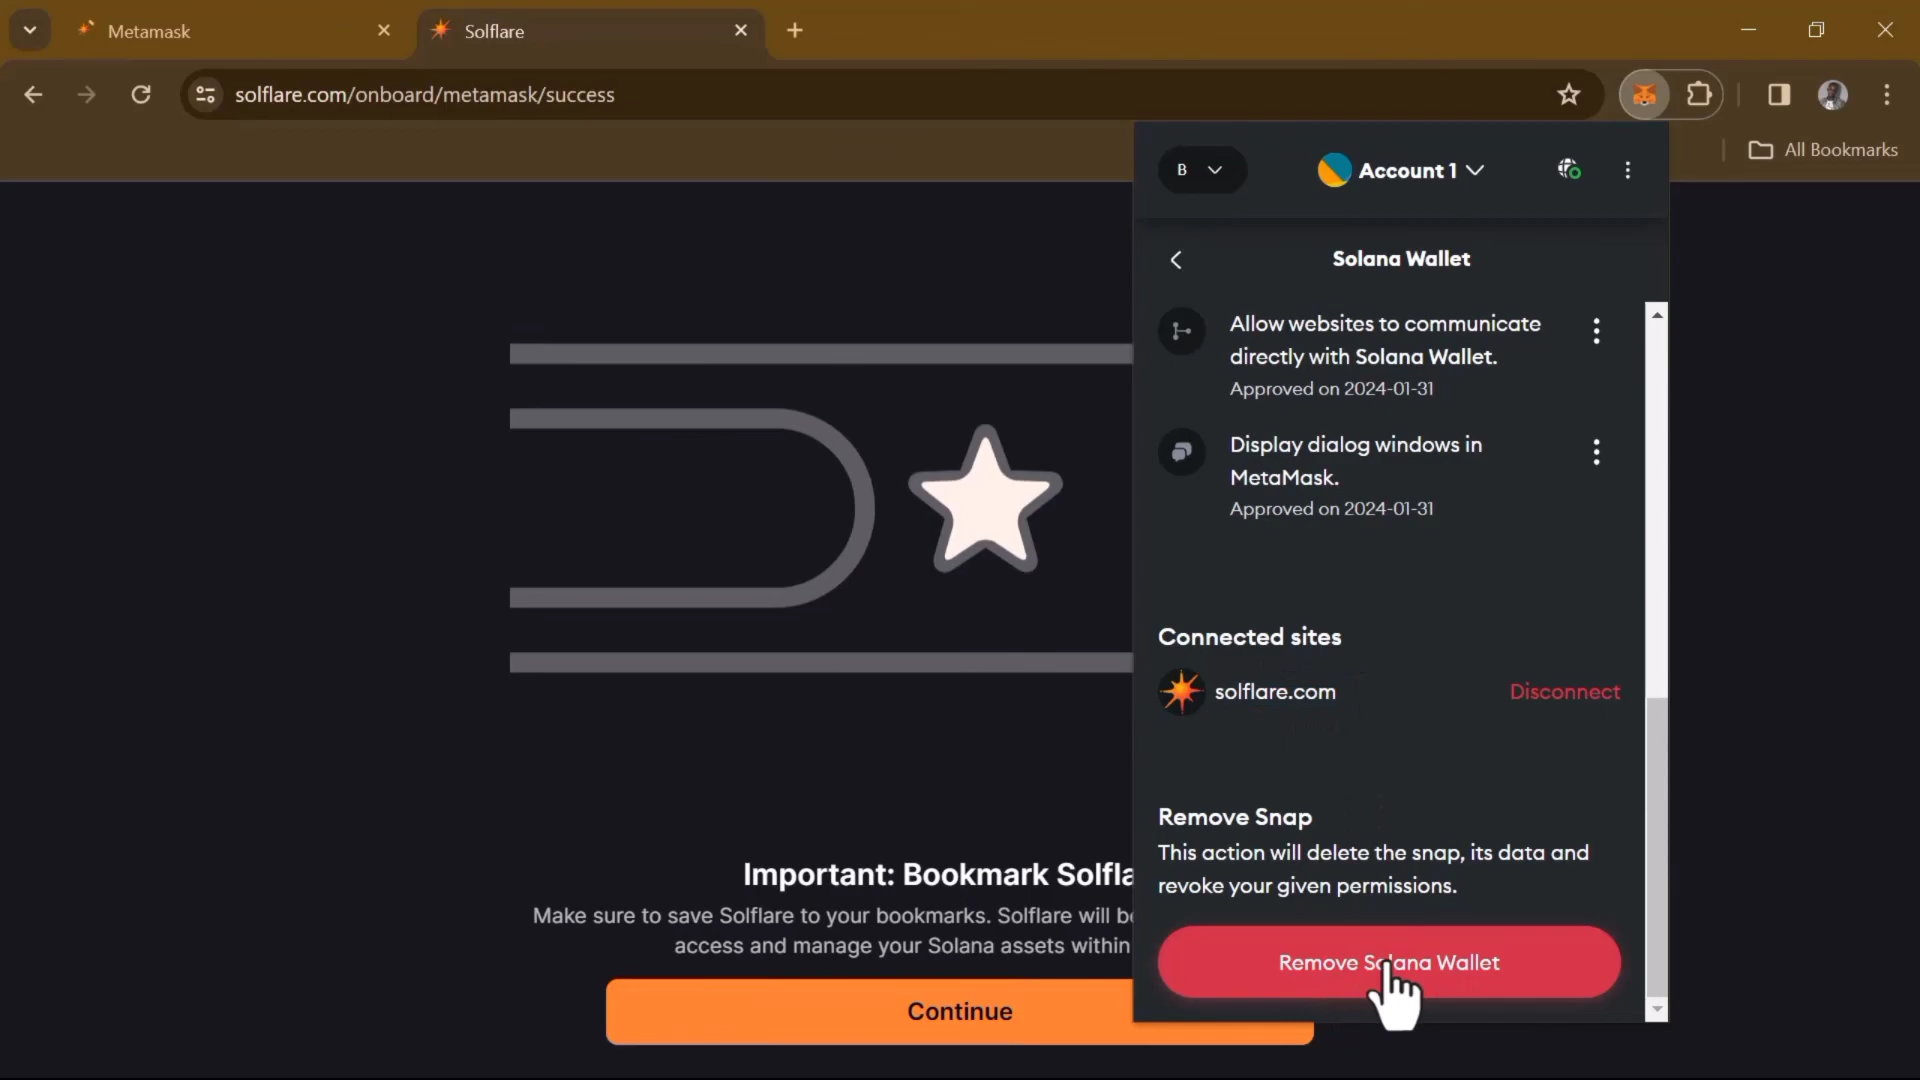 Metamask
Solflare
solflare.com/onboard/metamask/success
All Bookmarks
B
Account 1
Solana Wallet
Allow websites to communicate
directly with Solana Wallet.
Approved on 2024-01-31
Display dialog windows in
MetaMask.
Approved on 2024-01-31
Connected sites
solflare.com
Disconnect
Remove Snap
This action will delete the snap, its data and
revoke your given permissions.
Remove Solana Wallet
Important: Bookmark Solfla
Make sure to save Solflare to your bookmarks. Solflare will be
access and manage your Solana assets within
Continue